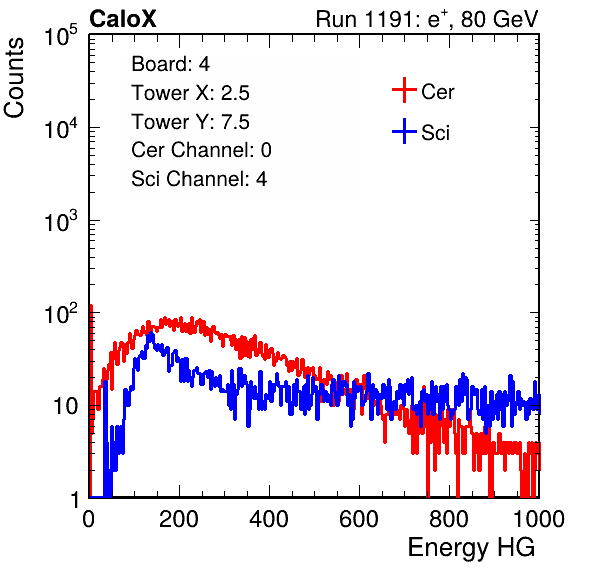 CaloX Run 1191: e⁺, 80 GeV
Counts
Board: 4
Tower X: 2.5
Tower Y: 7.5
Cer Channel: 0
Sci Channel: 4
Cer
Sci
10⁵
10⁴
10³
10²
10
1
0 200 400 600 800 1000
Energy HG